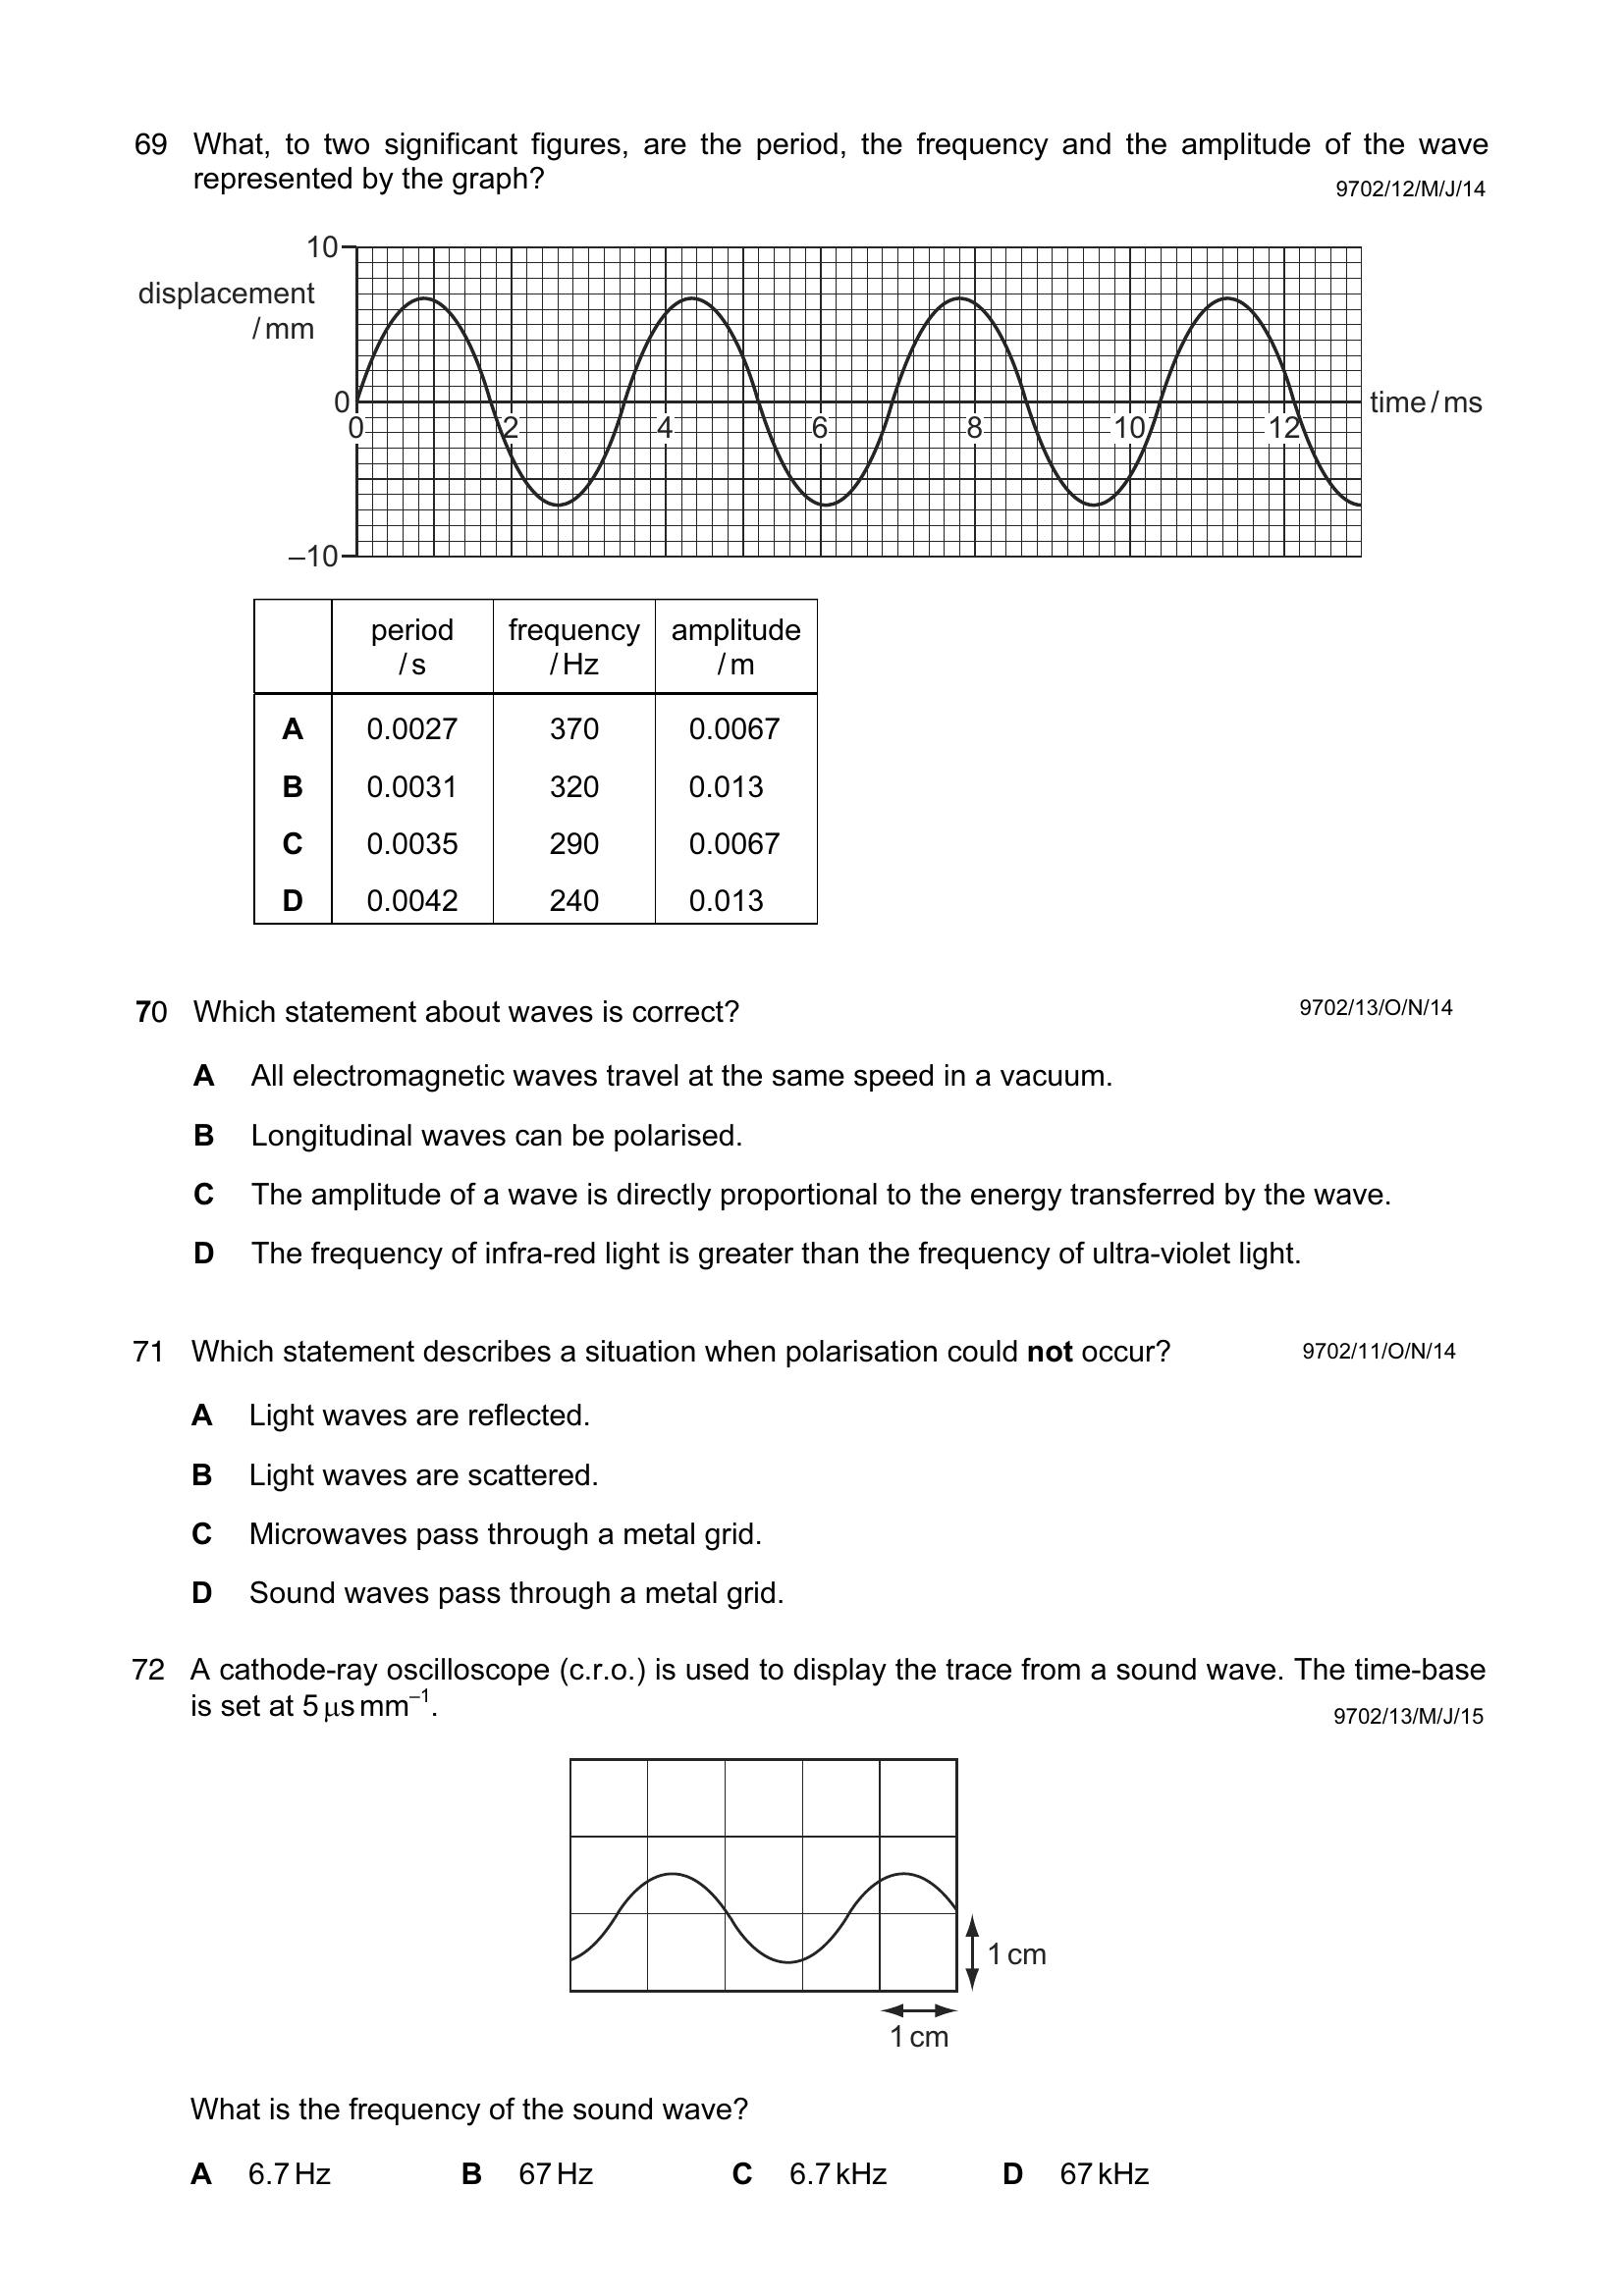 69 What, to two significant figures, are the period, the frequency and the amplitude of the wave
represented by the graph?
9702/12/M/J/14
10
displacement
/ mm
0
0 2 4 6 8 10 12
time / ms
–10
period
/ s
frequency
/ Hz
amplitude
/ m
A 0.0027 370 0.0067
B 0.0031 320 0.013
C 0.0035 290 0.0067
D 0.0042 240 0.013
70 Which statement about waves is correct?
9702/13/O/N/14
A All electromagnetic waves travel at the same speed in a vacuum.
B Longitudinal waves can be polarised.
C The amplitude of a wave is directly proportional to the energy transferred by the wave.
D The frequency of infra-red light is greater than the frequency of ultra-violet light.
71 Which statement describes a situation when polarisation could not occur?
9702/11/O/N/14
A Light waves are reflected.
B Light waves are scattered.
C Microwaves pass through a metal grid.
D Sound waves pass through a metal grid.
72 A cathode-ray oscilloscope (c.r.o.) is used to display the trace from a sound wave. The time-base
is set at 5 μs mm⁻¹.
9702/13/M/J/15
1 cm
1 cm
What is the frequency of the sound wave?
A 6.7 Hz B 67 Hz C 6.7 kHz D 67 kHz